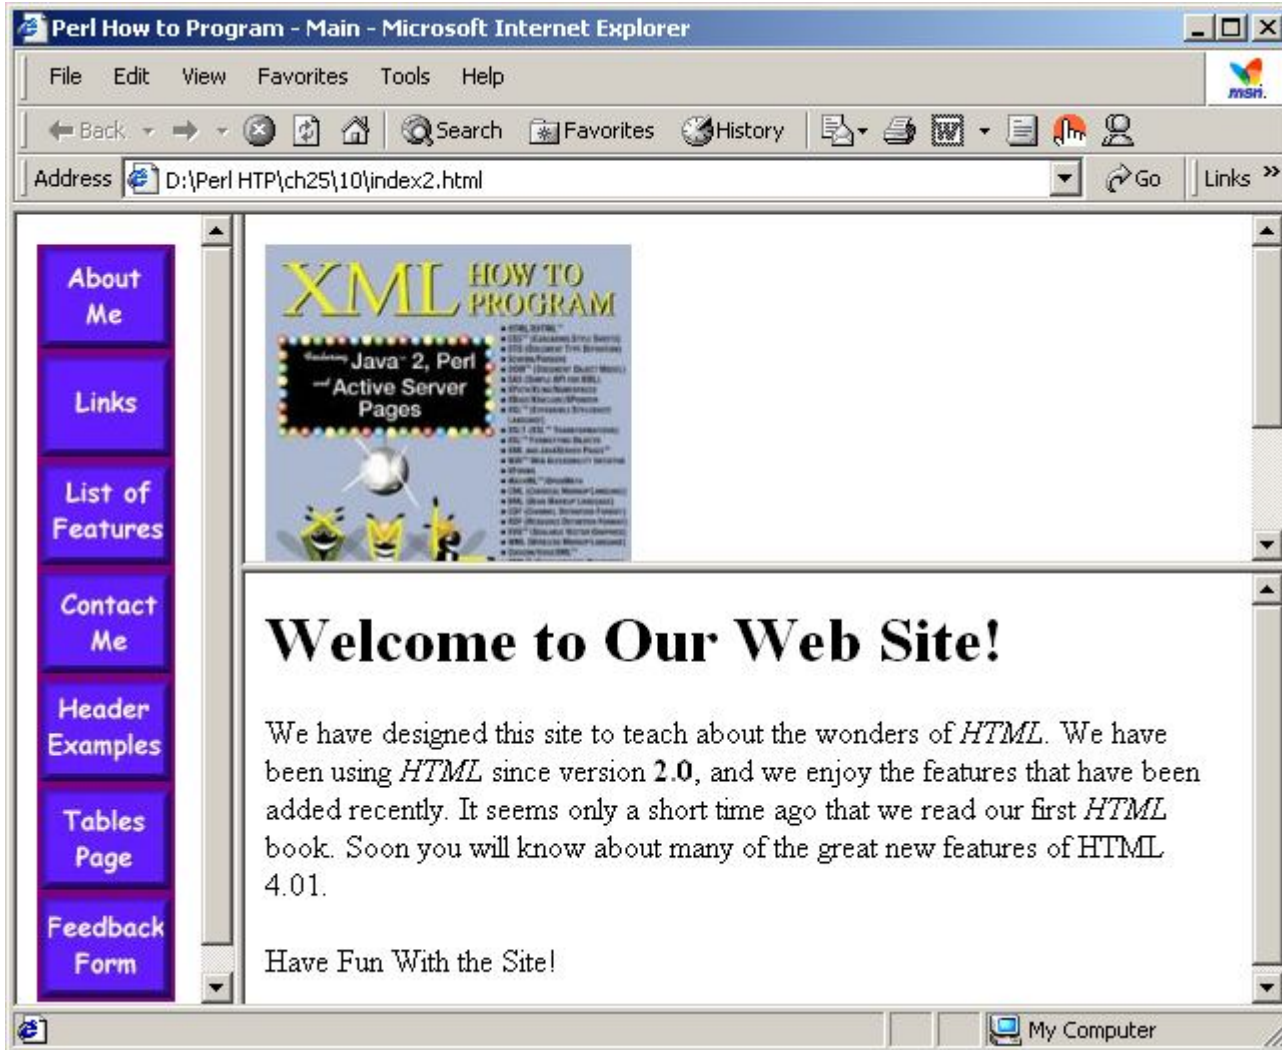 Perl How to Program - Main - Microsoft Internet Explorer
File Edit View Favorites Tools Help
msn.
Back Search Favorites History
Address D:\Perl HTP\ch25\10\index2.html Go Links »
About
Me
Links
List of
Features
Contact
Me
Header
Examples
Tables
Page
Feedback
Form
XML HOW TO
PROGRAM
Java™ 2, Perl
and Active Server
Pages
Welcome to Our Web Site!
We have designed this site to teach about the wonders of HTML. We have
been using HTML since version 2.0, and we enjoy the features that have been
added recently. It seems only a short time ago that we read our first HTML
book. Soon you will know about many of the great new features of HTML
4.01.
Have Fun With the Site!
My Computer